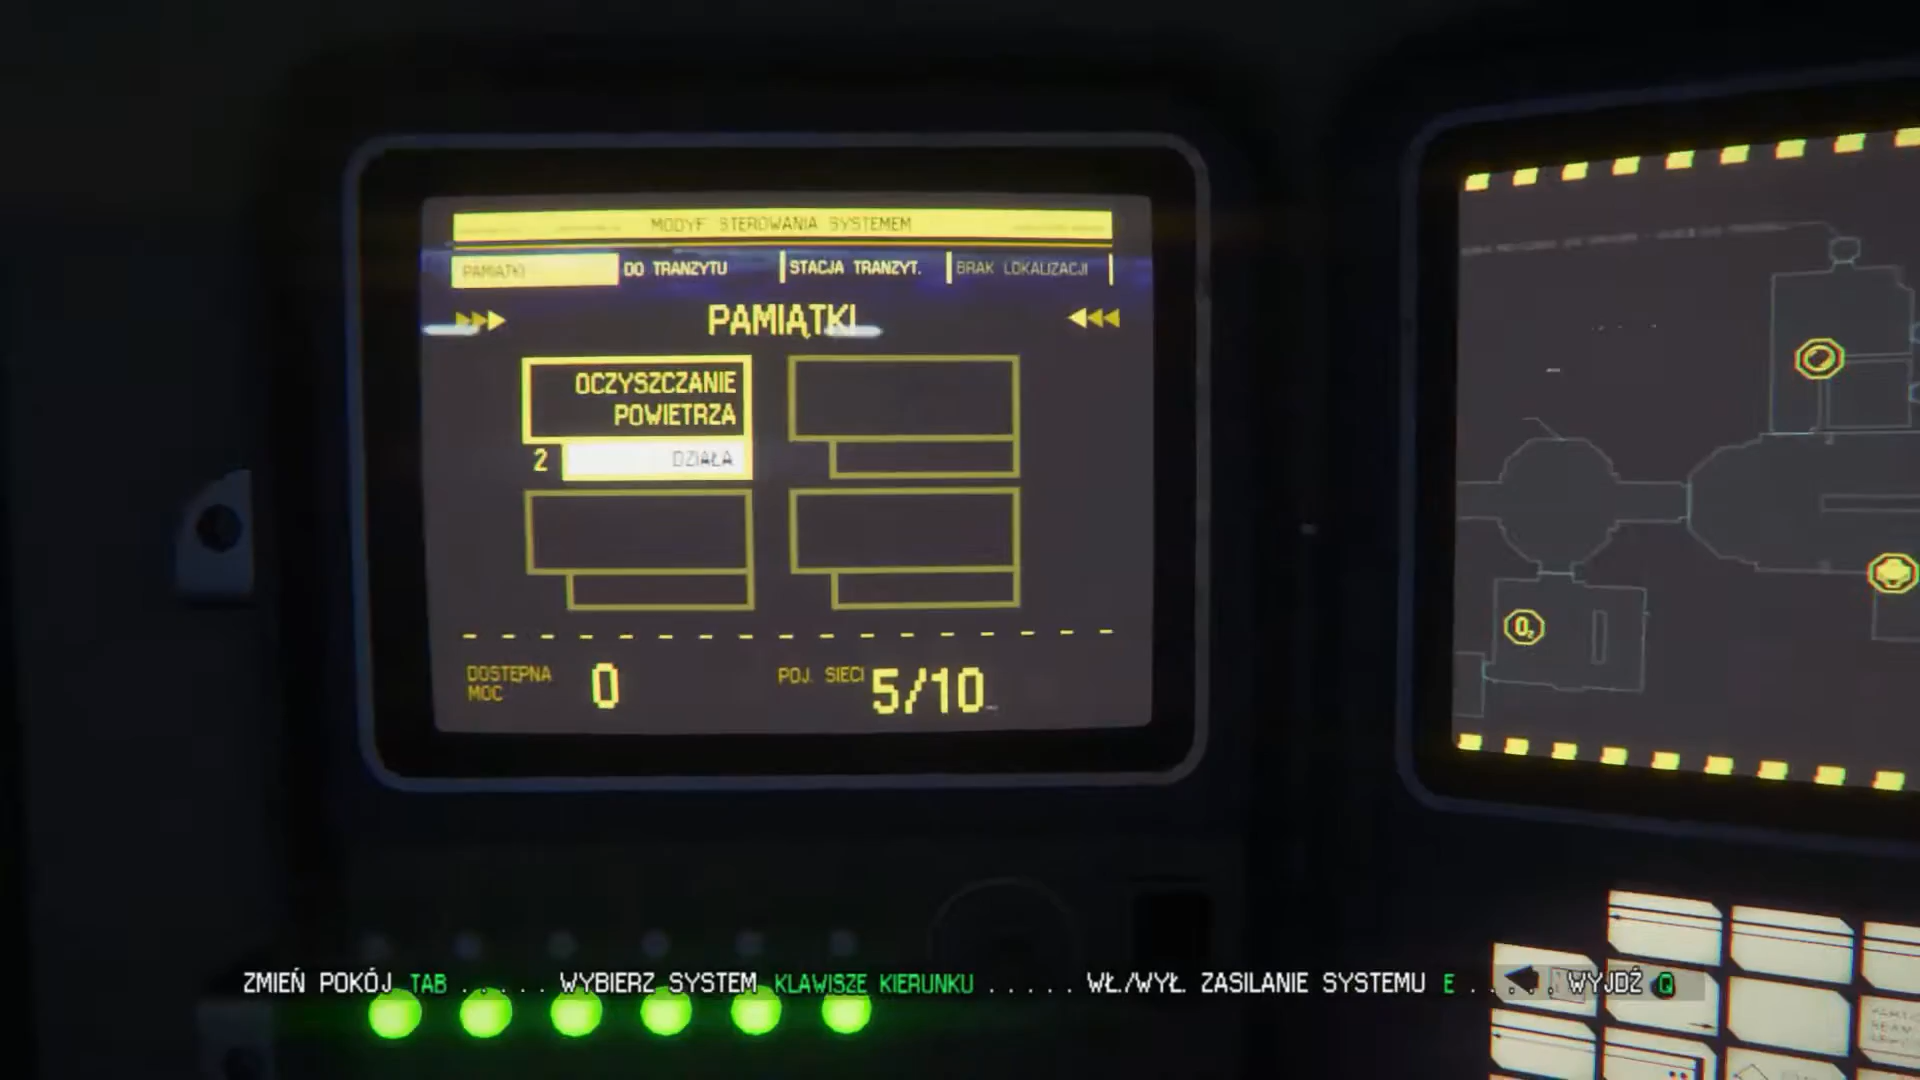 MODYF STEROWANIA SYSTEMEM
PAMIĄTKI DO TRANZYTU STACJA TRANZYT. BRAK LOKALIZACJI
PAMIĄTKI
OCZYSZCZANIE
POWIETRZA
2 DZIAŁA
DOSTĘPNA
MOC
0
POJ. SIECI 5/10
O₂
ZMIEŃ POKÓJ TAB ..... WYBIERZ SYSTEM KLAWISZE KIERUNKU ..... WŁ./WYŁ. ZASILANIE SYSTEMU E ..... WYJDŹ Q